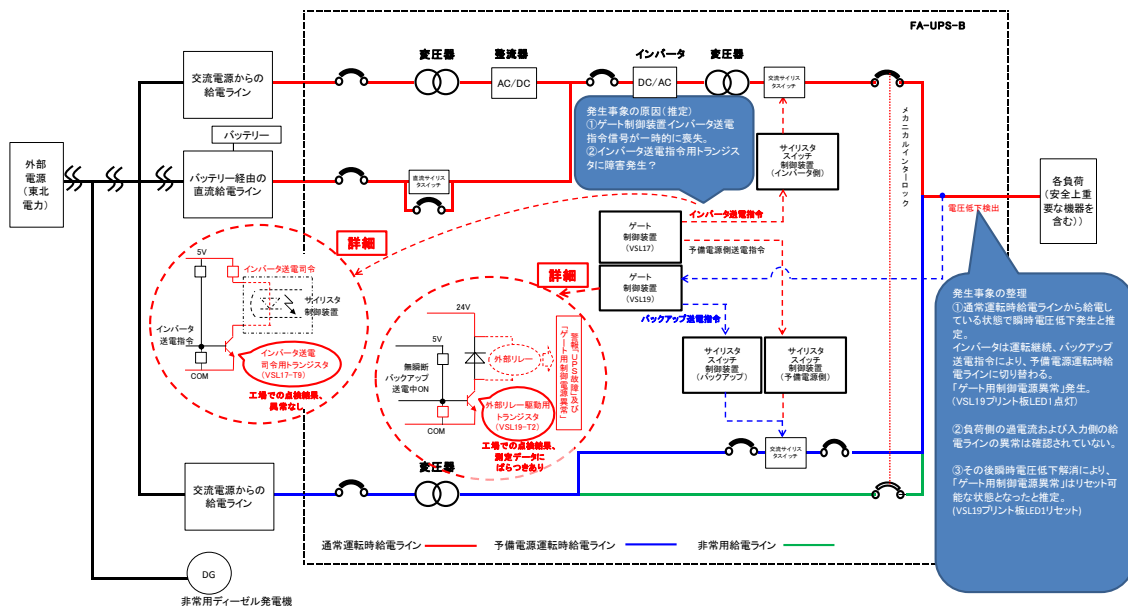 FA-UPS-B
変圧器
整流器
インバータ
変圧器
交流電源からの
給電ライン
AC/DC
DC/AC
交流サイリ
スタスイッチ
バッテリー
外部
電源(東北
電力)
バッテリー経由の
直流給電ライン
直流サイリ
スタスイッチ
発生事象の原因(推定)
①ゲート制御装置インバータ送電
指令信号が一時的に喪失。
②インバータ送電指令用トランジス
タに障害発生?
サイリスタ
スイッチ
制御装置
(インバータ側)
メカニカルインターロック
各負荷
(安全上重
要な機器を
含む))
電圧低下検出
インバータ送電指令
ゲート
制御装置
(VSL17)
予備電源側送電指令
ゲート
制御装置
(VSL19)
バックアップ送電指令
詳細
5V
インバータ送電司令
サイリスタ
制御装置
インバータ
送電指令
COM
インバータ送電
司令用トランジスタ
(VSL17-T9)
工場での点検結果、
異常なし
詳細
24V
5V
外部リレー
警報「UPS故障」及び
「ゲート用制御電源異常」
無瞬断
バックアップ
送電中ON
COM
外部リレー駆動用
トランジスタ
(VSL19-T2)
工場での点検結果、
測定データに
ばらつきあり
サイリスタ
スイッチ
制御装置
(バックアップ)
サイリスタ
スイッチ
制御装置
(予備電源側)
発生事象の整理
①通常運転時給電ラインから給電し
ている状態で瞬時電圧低下発生と推
定。
インバータは運転継続、バックアップ
送電指令により、予備電源運転時給
電ラインに切り替わる。
「ゲート用制御電源異常」発生。
(VSL19プリント板LED1点灯)
②負荷側の過電流および入力側の給
電ラインの異常は確認されていない。
③その後瞬時電圧低下解消により、
「ゲート用制御電源異常」はリセット可
能な状態となったと推定。
(VSL19プリント板LED1リセット)
交流サイリ
スタスイッチ
変圧器
交流電源からの
給電ライン
通常運転時給電ライン
予備電源運転時給電ライン
非常用給電ライン
DG
非常用ディーゼル発電機